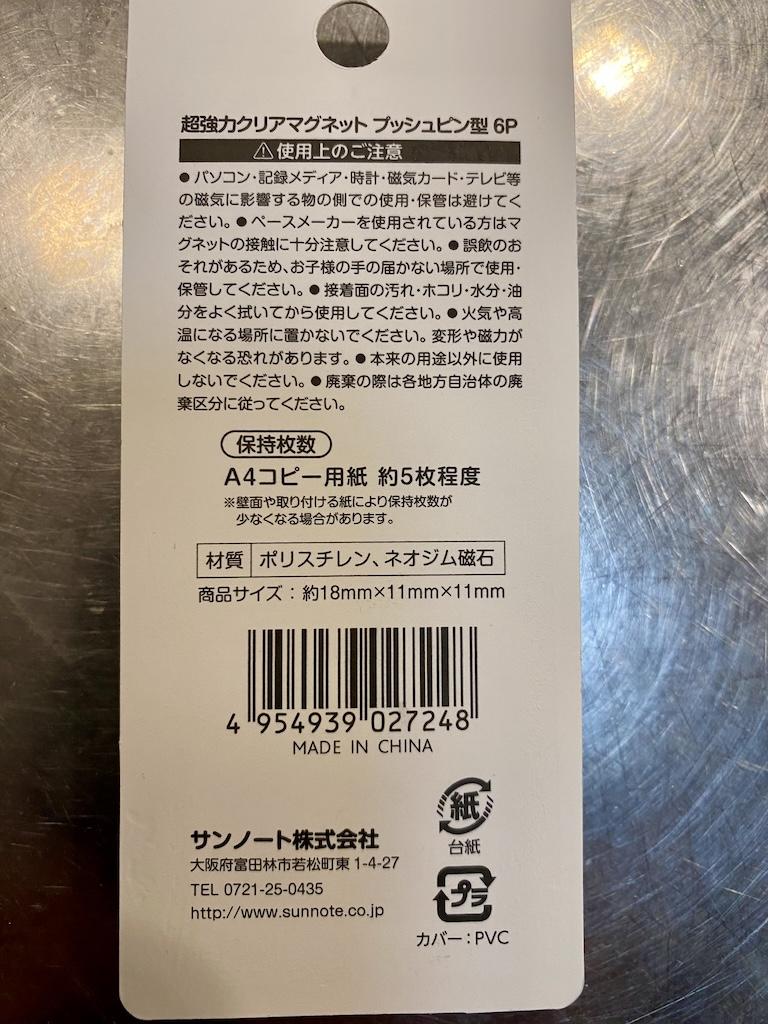 超強力クリアマグネット プッシュピン型 6P
⚠使用上のご注意
●パソコン・記録メディア・時計・磁気カード・テレビ等
の磁気に影響する物の側での使用・保管は避けてく
ださい。●ペースメーカーを使用されている方はマ
グネットの接触に十分注意してください。●誤飲のお
それがあるため、お子様の手の届かない場所で使用・
保管してください。●接着面の汚れ・ホコリ・水分・油
分をよく拭いてから使用してください。●火気や高
温になる場所に置かないでください。変形や磁力が
なくなる恐れがあります。●本来の用途以外に使用
しないでください。●廃棄の際は各地方自治体の廃
棄区分に従ってください。
保持枚数
A4コピー用紙 約5枚程度
※壁面や取り付ける紙により保持枚数が
少なくなる場合があります。
材質 ポリスチレン、ネオジム磁石
商品サイズ：約18mm×11mm×11mm
4 954939 027248
MADE IN CHINA
紙
台紙
サンノート株式会社
大阪府富田林市若松町東1-4-27
TEL 0721-25-0435
http://www.sunnote.co.jp
プラ
カバー：PVC